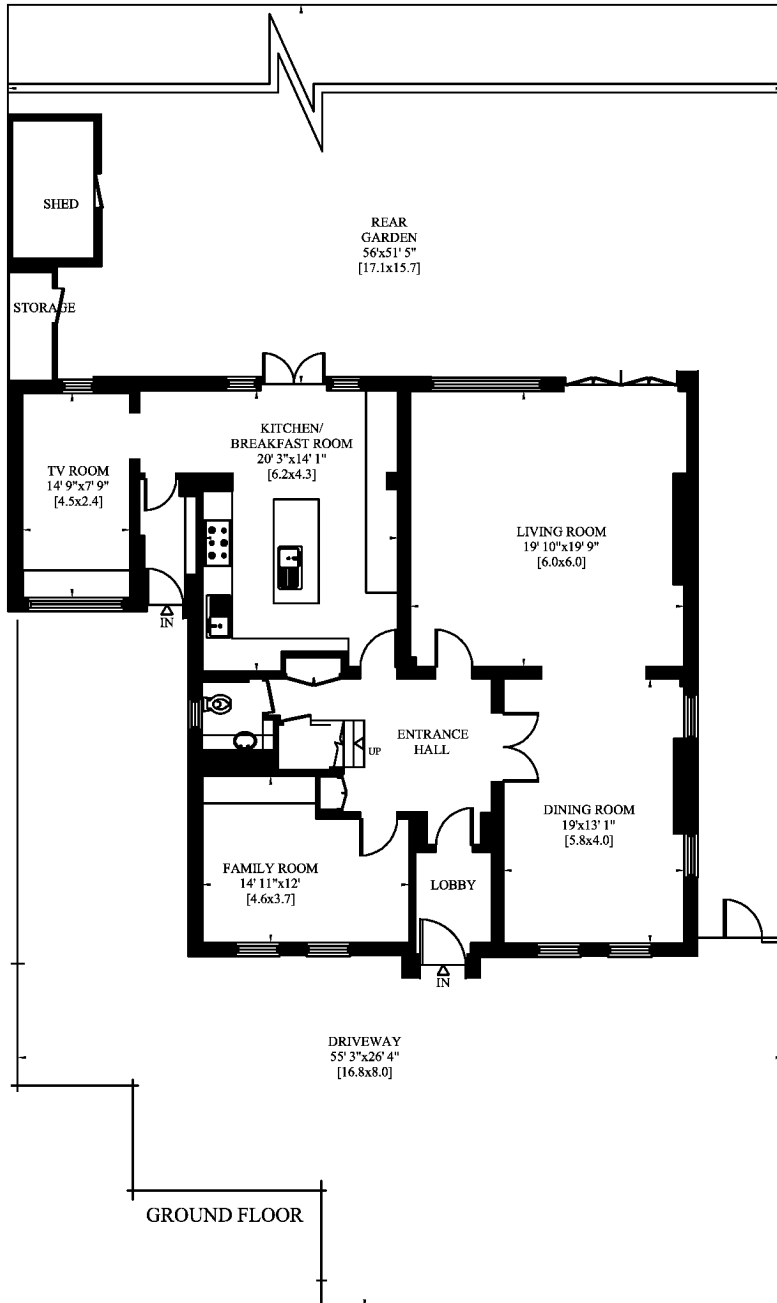 SHED
REAR
GARDEN
56'x51' 5"
[17.1x15.7]
STORAGE
KITCHEN/
BREAKFAST ROOM
20' 3"x14' 1"
[6.2x4.3]
TV ROOM
14' 9"x7' 9"
[4.5x2.4]
LIVING ROOM
19' 10"x19' 9"
[6.0x6.0]
IN
ENTRANCE
HALL
UP
DINING ROOM
19'x13' 1"
[5.8x4.0]
FAMILY ROOM
14' 11"x12'
[4.6x3.7]
LOBBY
IN
DRIVEWAY
55' 3"x26' 4"
[16.8x8.0]
GROUND FLOOR